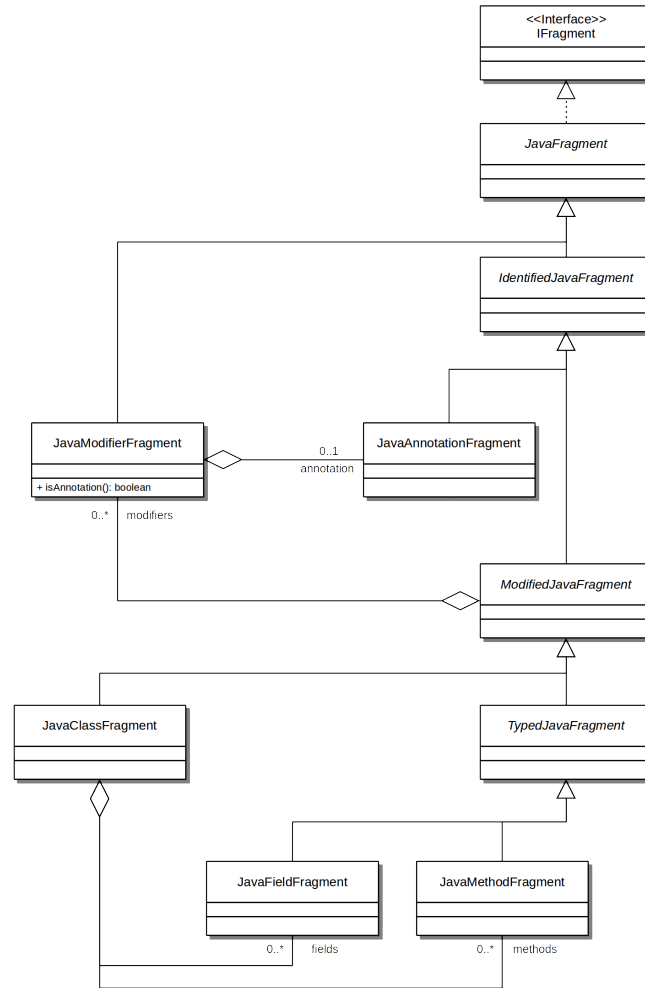 <<Interface>>
IFragment
JavaFragment
IdentifiedJavaFragment
JavaModifierFragment
+ isAnnotation(): boolean
0..1
annotation
JavaAnnotationFragment
0..* modifiers
ModifiedJavaFragment
JavaClassFragment
TypedJavaFragment
JavaFieldFragment
JavaMethodFragment
0..* fields
0..* methods